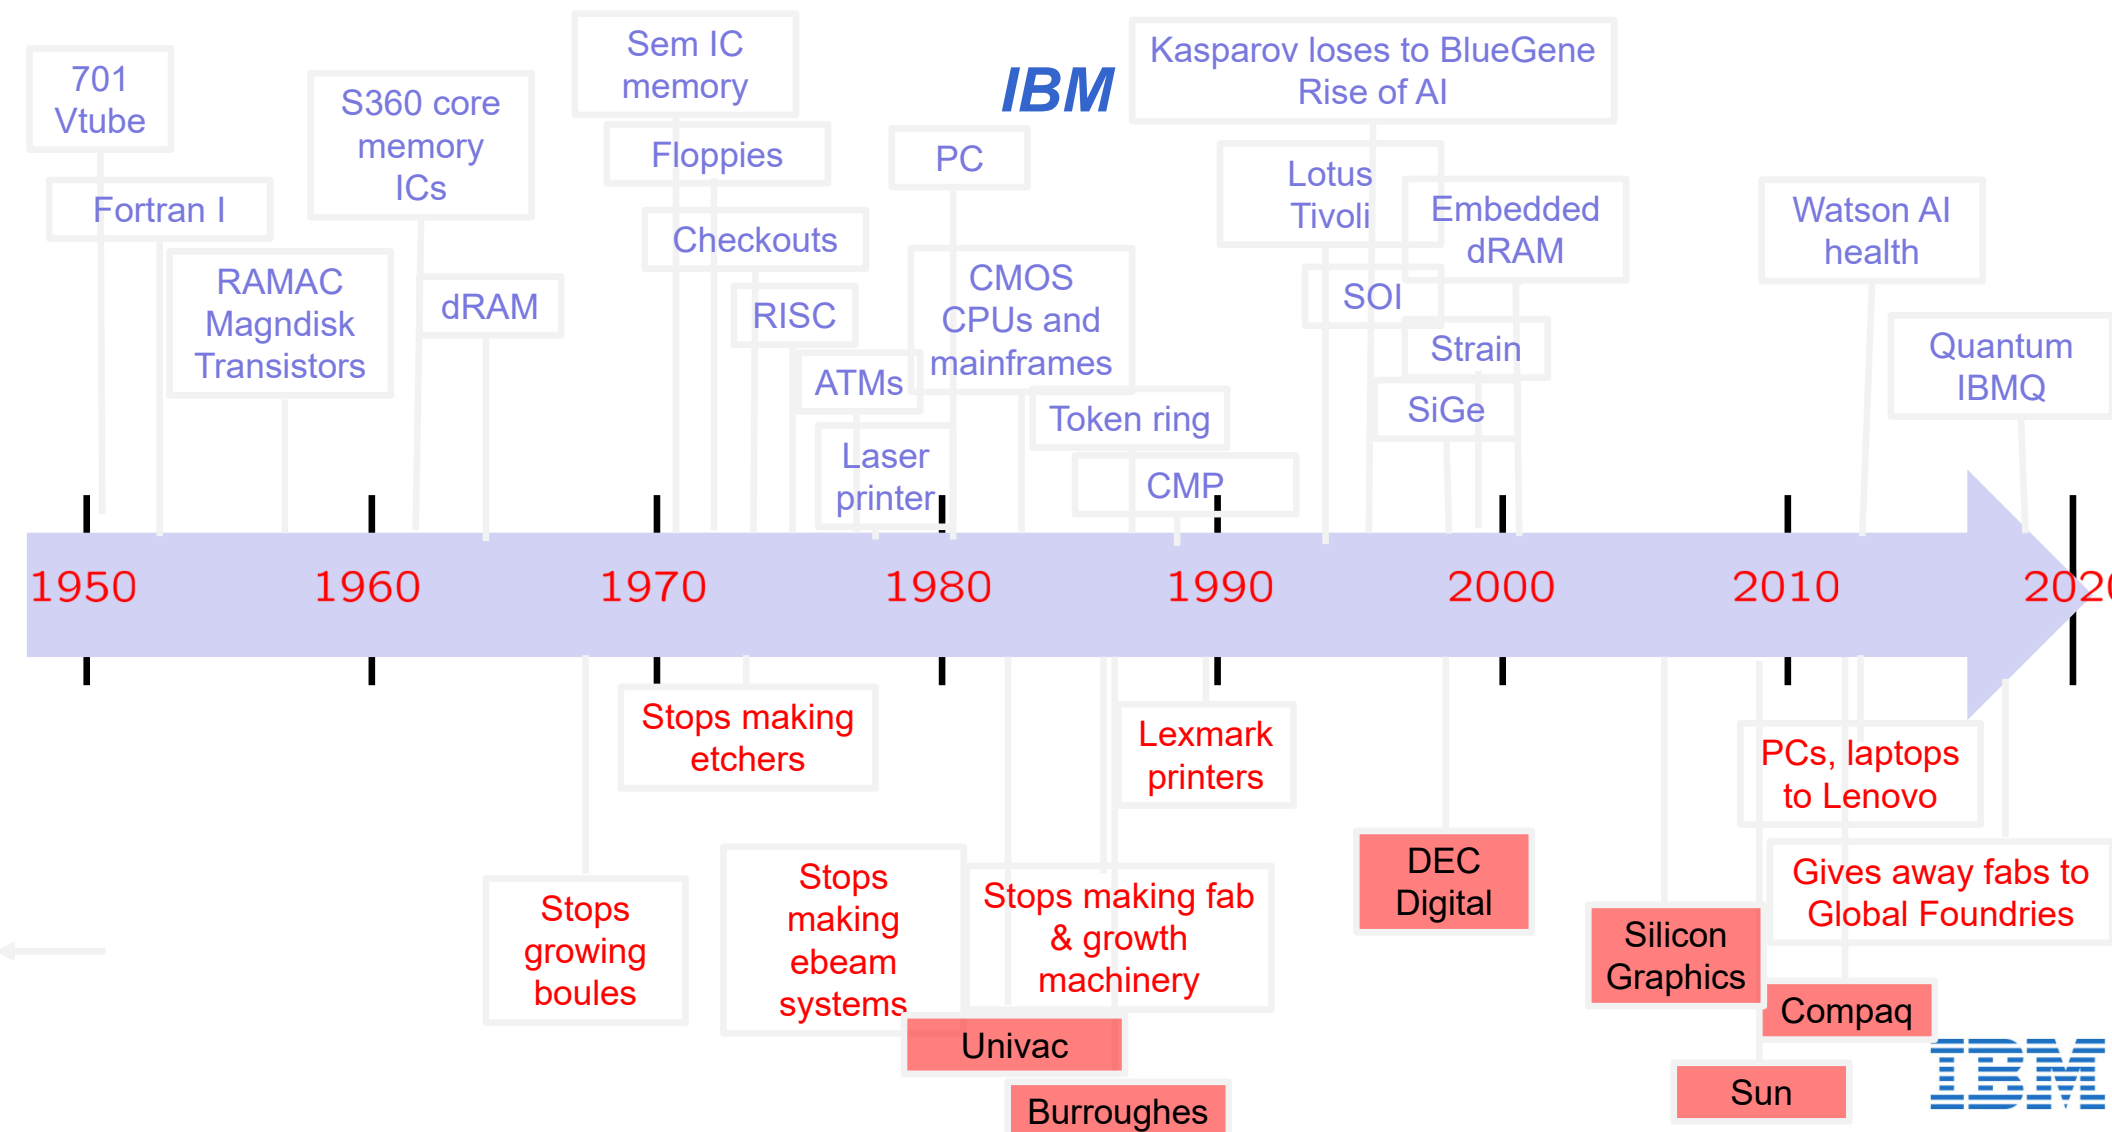 IBM
701
Vtube
Fortran I
RAMAC
Magndisk
Transistors
S360 core
memory
ICs
dRAM
Sem IC
memory
Floppies
Checkouts
RISC
ATMs
Laser
printer
PC
CMOS
CPUs and
mainframes
Token ring
CMP
Kasparov loses to BlueGene
Rise of AI
Lotus
Tivoli
SOI
Embedded
dRAM
Strain
SiGe
Watson AI
health
Quantum
IBMQ
1950
1960
1970
1980
1990
2000
2010
2020
Stops making
etchers
Stops
growing
boules
Stops
making
ebeam
systems
Stops making fab
& growth
machinery
Lexmark
printers
Univac
Burroughes
DEC
Digital
Silicon
Graphics
PCs, laptops
to Lenovo
Gives away fabs to
Global Foundries
Compaq
Sun
IBM